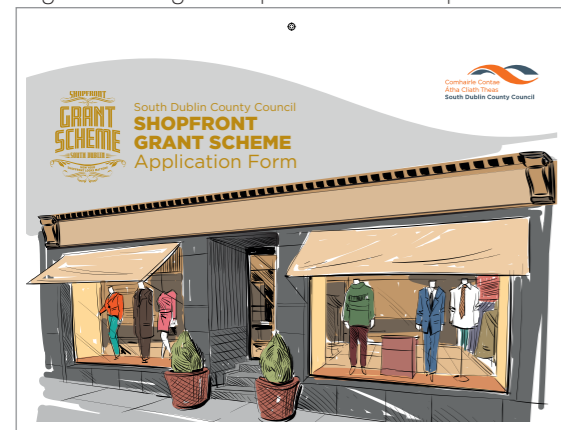 SHOPFRONT
GRANT
SCHEME
SOUTH DUBLIN
South Dublin County Council
SHOPFRONT
GRANT SCHEME
Application Form
Comhairle Contae
Átha Cliath Theas
South Dublin County Council